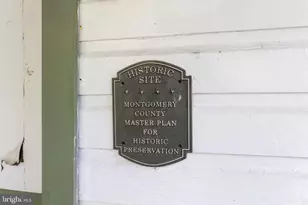 HISTORIC
SITE
MONTGOMERY
COUNTY
MASTER PLAN
FOR
HISTORIC
PRESERVATION